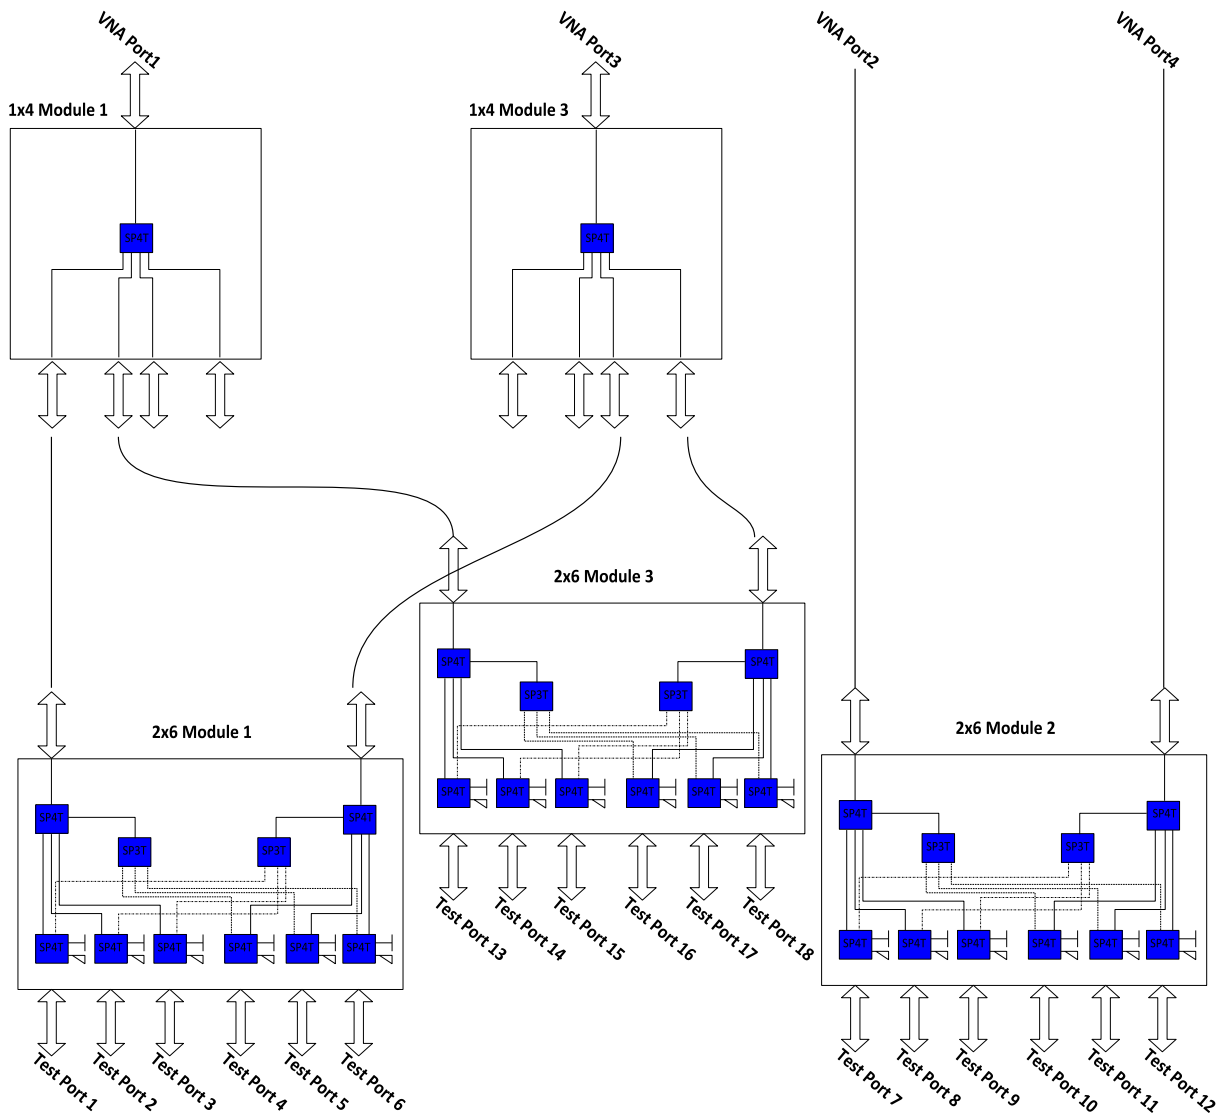 VNA Port1
VNA Port3
VNA Port2
VNA Port4
1x4 Module 1
1x4 Module 3
SP4T
SP4T
2x6 Module 3
SP4T
SP4T
SP3T
SP3T
SP4T
SP4T
SP4T
SP4T
SP4T
SP4T
Test Port 13
Test Port 14
Test Port 15
Test Port 16
Test Port 17
Test Port 18
2x6 Module 1
SP4T
SP4T
SP3T
SP3T
SP4T
SP4T
SP4T
SP4T
SP4T
SP4T
Test Port 1
Test Port 2
Test Port 3
Test Port 4
Test Port 5
Test Port 6
2x6 Module 2
SP4T
SP4T
SP3T
SP3T
SP4T
SP4T
SP4T
SP4T
SP4T
SP4T
Test Port 7
Test Port 8
Test Port 9
Test Port 10
Test Port 11
Test Port 12